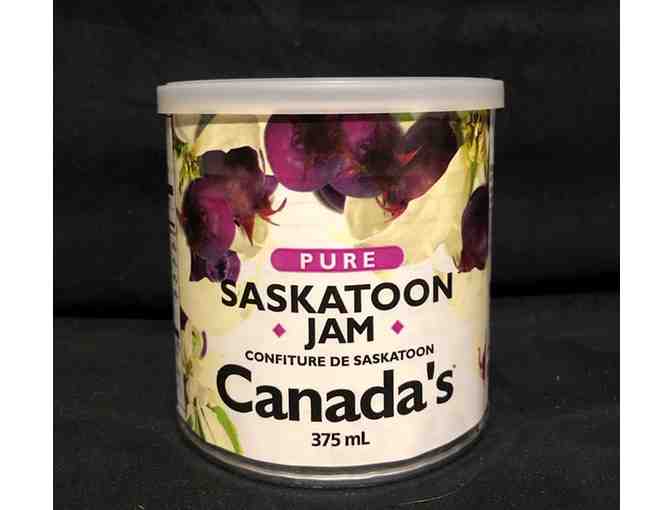 PURE
SASKATOON
JAM
CONFITURE DE SASKATOON
Canada's
375 mL